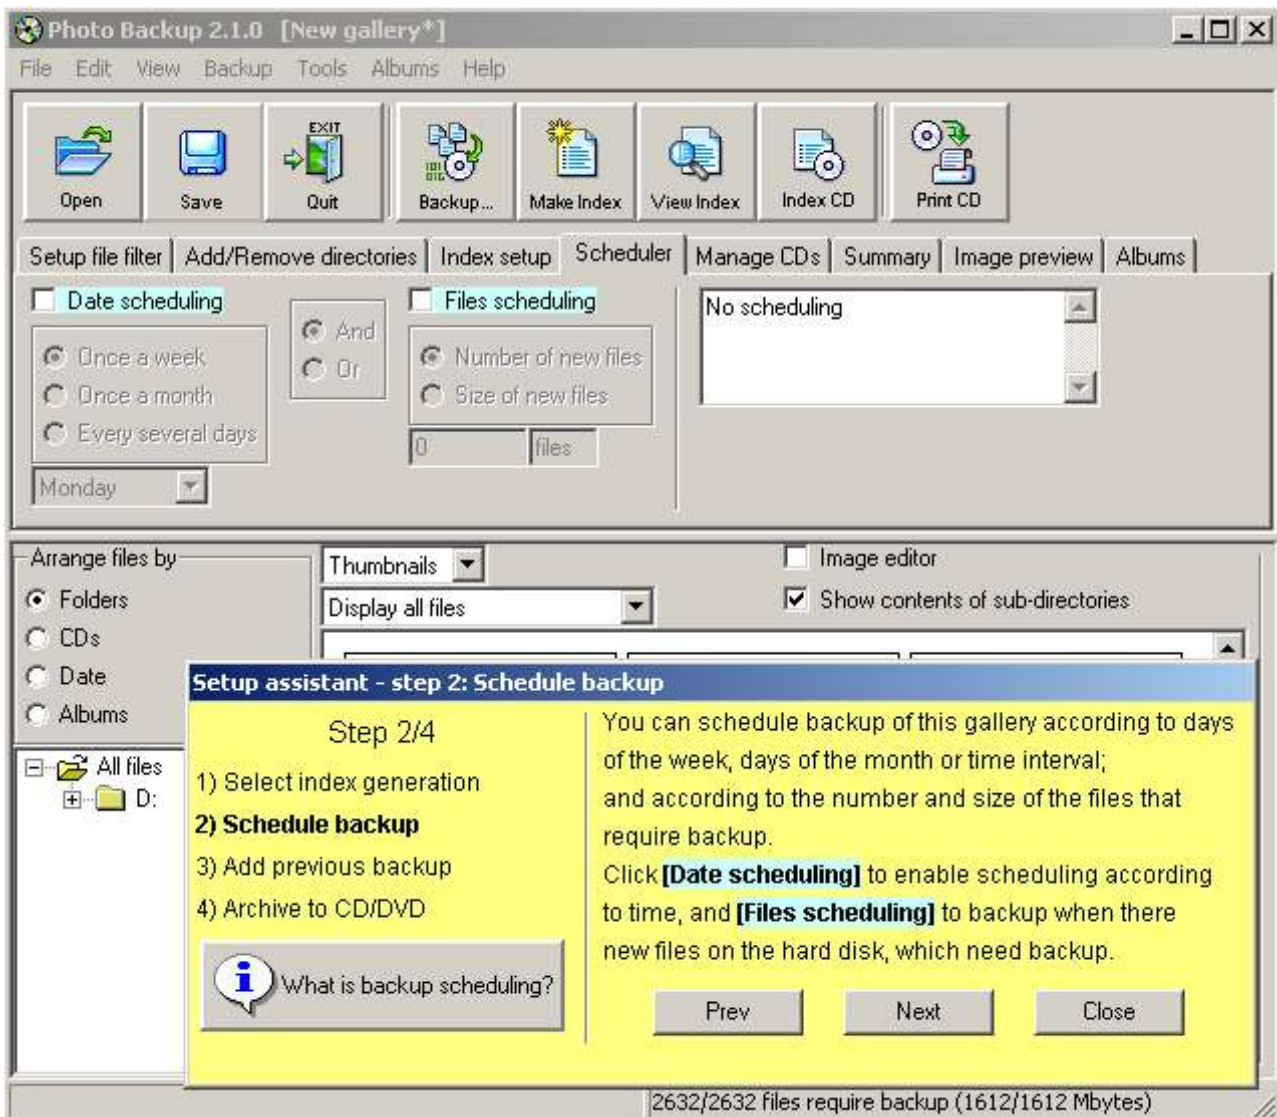 Photo Backup 2.1.0 [New gallery*]
File Edit View Backup Tools Albums Help
EXIT
Open Save Quit Backup... Make Index View Index Index CD Print CD
Setup file filter Add/Remove directories Index setup Scheduler Manage CDs Summary Image preview Albums
Date scheduling Files scheduling No scheduling
And
Once a week Number of new files
Or
Once a month Size of new files
Every several days 0 files
Monday
Arrange files by Thumbnails Image editor
Folders Display all files Show contents of sub-directories
CDs
Date
Albums
All files
D:
Setup assistant - step 2: Schedule backup
Step 2/4
1) Select index generation
2) Schedule backup
3) Add previous backup
4) Archive to CD/DVD
What is backup scheduling?
You can schedule backup of this gallery according to days
of the week, days of the month or time interval;
and according to the number and size of the files that
require backup.
Click [Date scheduling] to enable scheduling according
to time, and [Files scheduling] to backup when there
new files on the hard disk, which need backup.
Prev Next Close
2632/2632 files require backup (1612/1612 Mbytes)